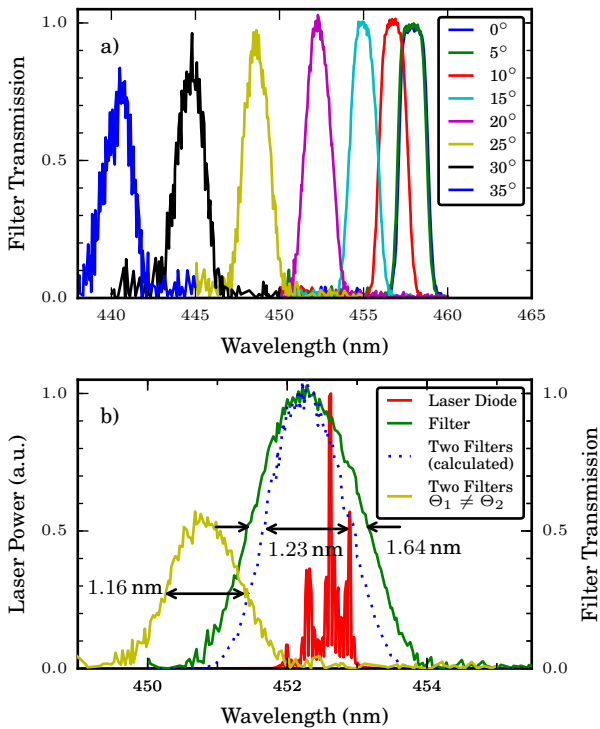 a)
Filter Transmission
1.0
0.5
0.0
0°
5°
10°
15°
20°
25°
30°
35°
440 445 450 455 460 465
Wavelength (nm)
b)
Laser Power (a.u.)
1.0
0.5
0.0
Laser Diode
Filter
Two Filters
(calculated)
Two Filters
Θ₁ ≠ Θ₂
1.16 nm
1.23 nm
1.64 nm
1.0
0.5
0.0
Filter Transmission
450 452 454
Wavelength (nm)